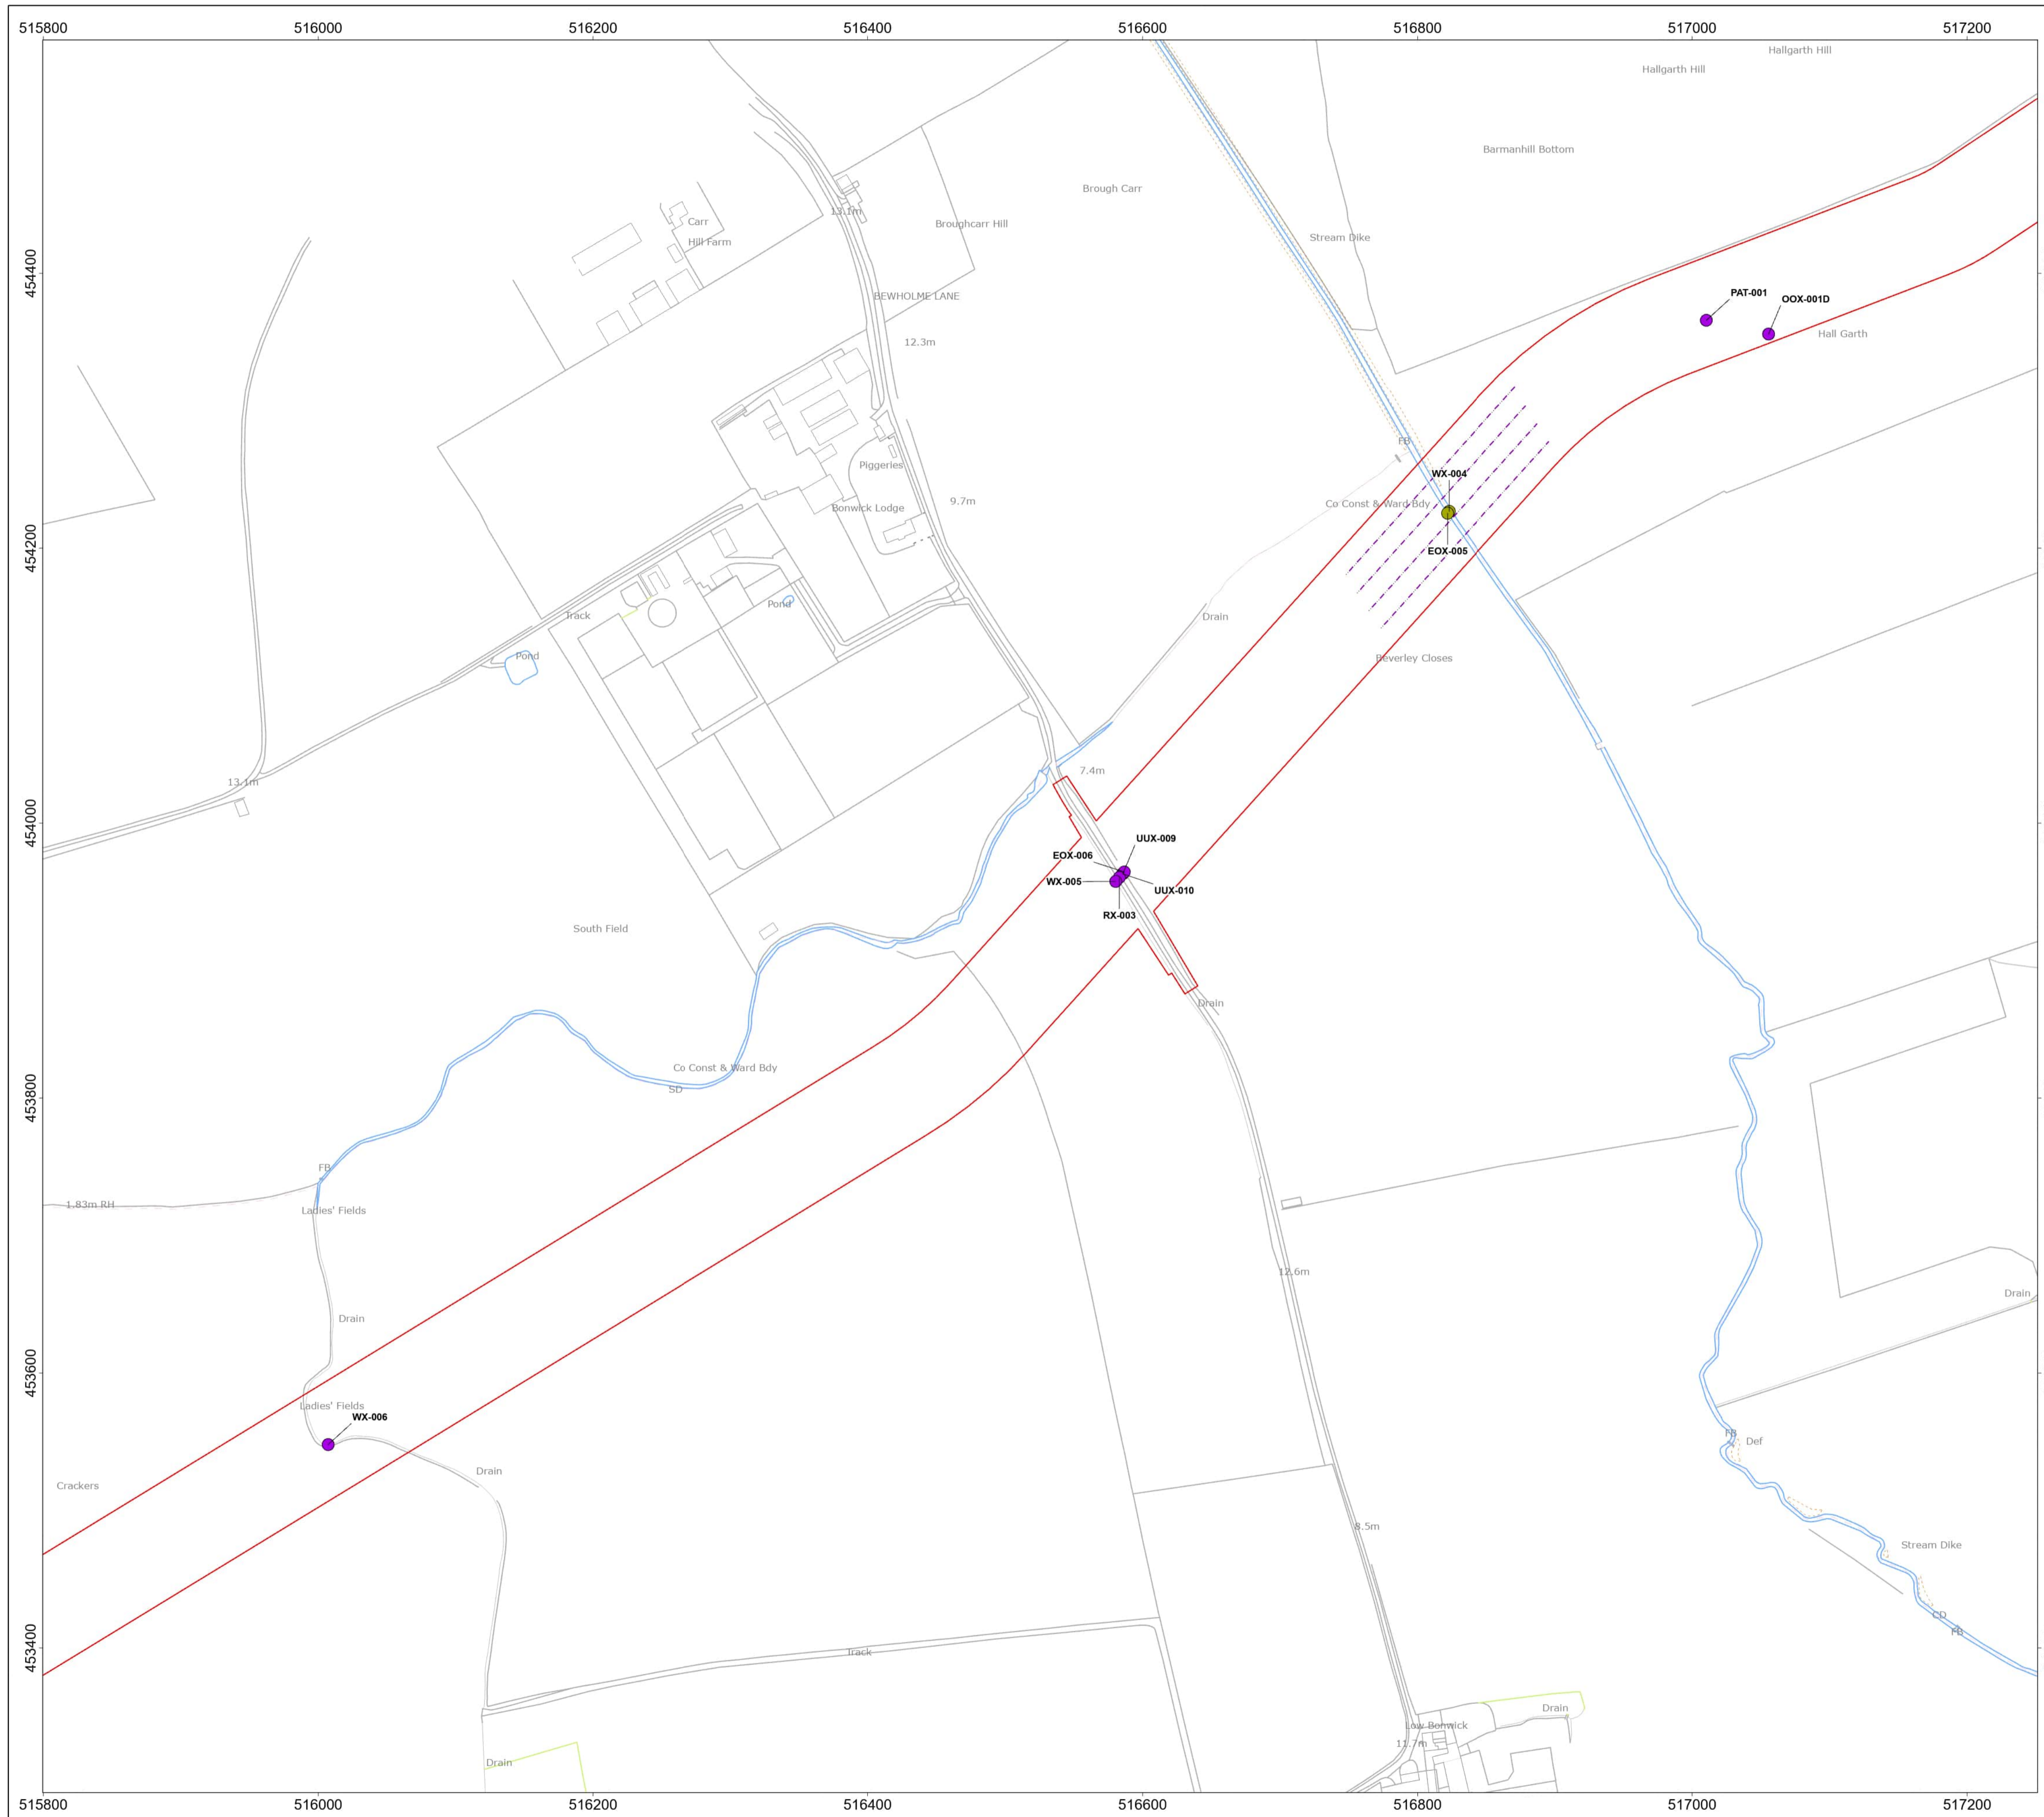 515800
516000
516200
516400
516600
516800
517000
517200
Hallgarth Hill
Hallgarth Hill
Barmanhill Bottom
Brough Carr
13.1m
Carr
Hill Farm
Broughcarr Hill
Stream Dike
454400
BEWHOLME LANE
PAT-001
OOX-001D
Hall Garth
12.3m
FB
Piggeries
WX-004
9.7m
Bonwick Lodge
Co Const & Ward Bdy
454200
EOX-005
Pond
Track
Drain
Pond
Beverley Closes
7.4m
13.1m
454000
UUX-009
EOX-006
WX-005
UUX-010
RX-003
South Field
Drain
Co Const & Ward Bdy
SD
453800
FB
1.83m RH
Ladies' Fields
12.6m
Drain
Drain
453600
Ladies' Fields
WX-006
FB
Def
Drain
Crackers
8.5m
Stream Dike
CD
FB
453400
Track
Drain
Low Bonwick
11.7m
Drain
515800
516000
516200
516400
516600
516800
517000
517200